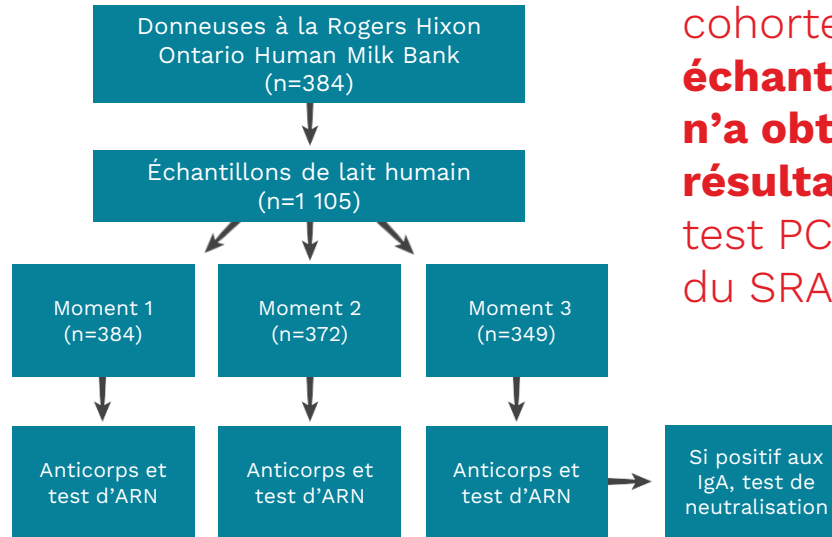 Donneuses à la Rogers Hixon
Ontario Human Milk Bank
(n=384)
Échantillons de lait humain
(n=1 105)
Moment 1
(n=384)
Moment 2
(n=372)
Moment 3
(n=349)
Anticorps et
test d’ARN
Anticorps et
test d’ARN
Anticorps et
test d’ARN
Si positif aux
IgA, test de
neutralisation
cohorte
échant
n’a obt
résulta
test PC
du SRA